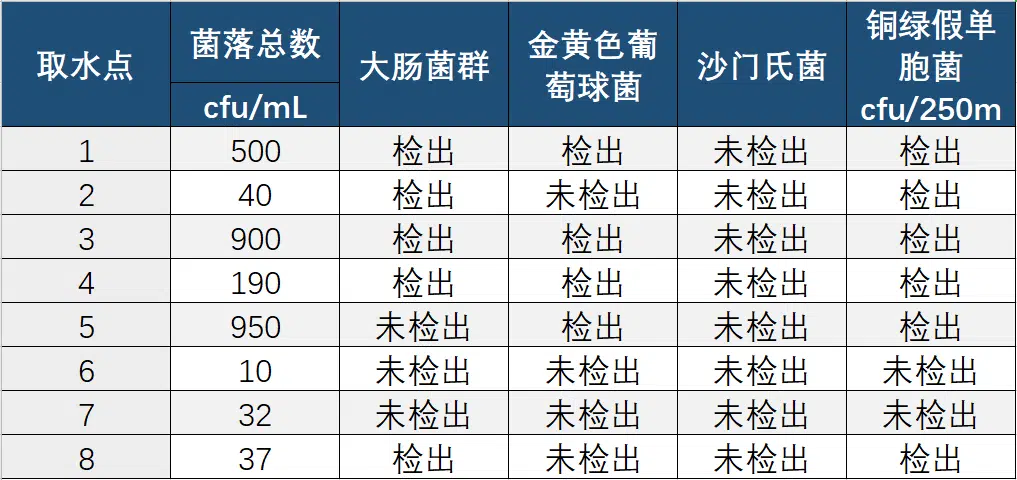 取水点 菌落总数 大肠菌群 金黄色葡 沙门氏菌 铜绿假单
cfu/mL 萄球菌 胞菌
cfu/250m
1 500 检出 检出 未检出 检出
2 40 检出 未检出 未检出 检出
3 900 检出 检出 未检出 检出
4 190 检出 检出 未检出 检出
5 950 未检出 检出 未检出 检出
6 10 未检出 未检出 未检出 未检出
7 32 未检出 未检出 未检出 未检出
8 37 检出 未检出 未检出 检出